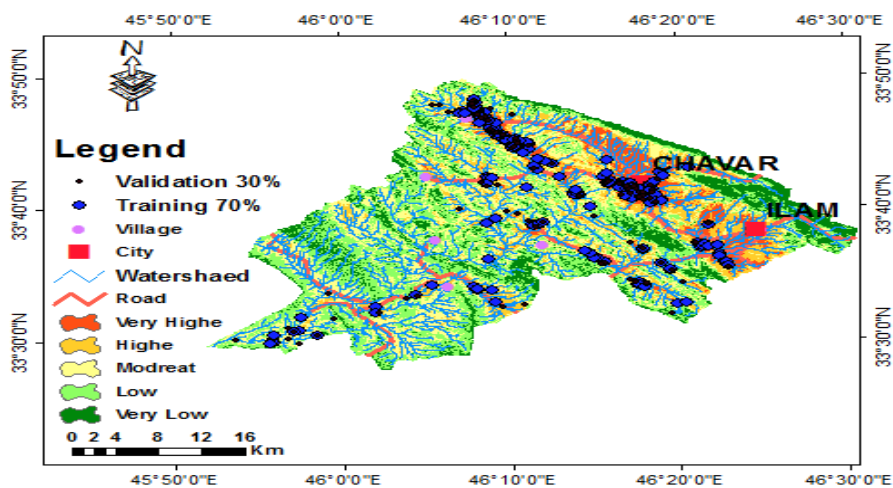 45°50'0"E 46°0'0"E 46°10'0"E 46°20'0"E 46°30'0"E
N
33°50'0"N 33°50'0"N
Legend
Validation 30%
Training 70%
Village
City
Watershaed
Road
Very Highe
Highe
Modreat
Low
Very Low
CHAVAR
ILAM
33°40'0"N 33°40'0"N
33°30'0"N 33°30'0"N
0 2 4 8 12 16
Km
45°50'0"E 46°0'0"E 46°10'0"E 46°20'0"E 46°30'0"E